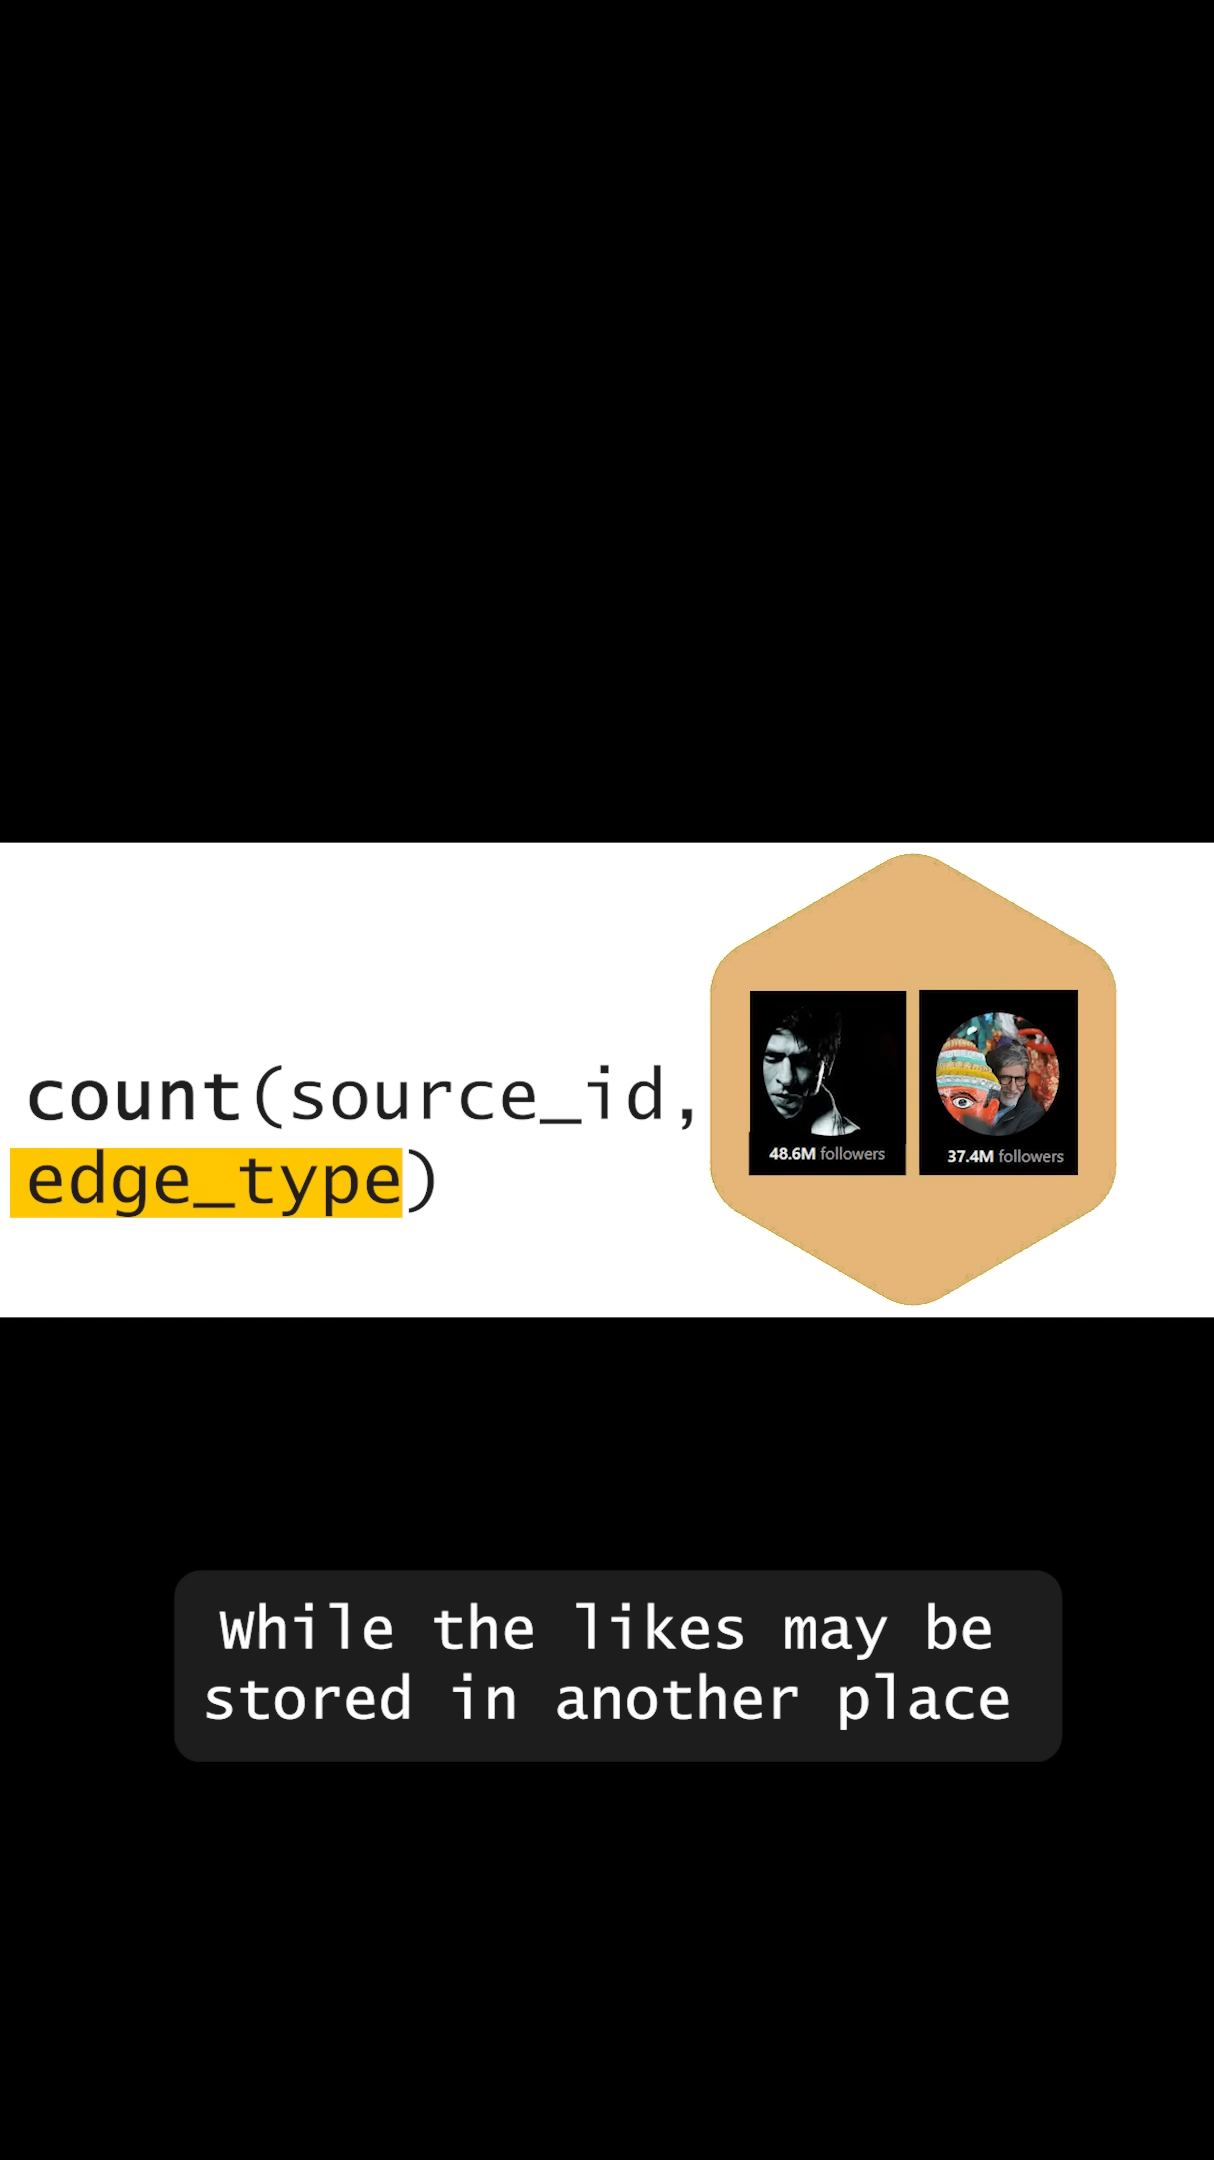 count(source_id,
edge_type)
48.6M followers
37.4M followers
While the likes may be
stored in another place